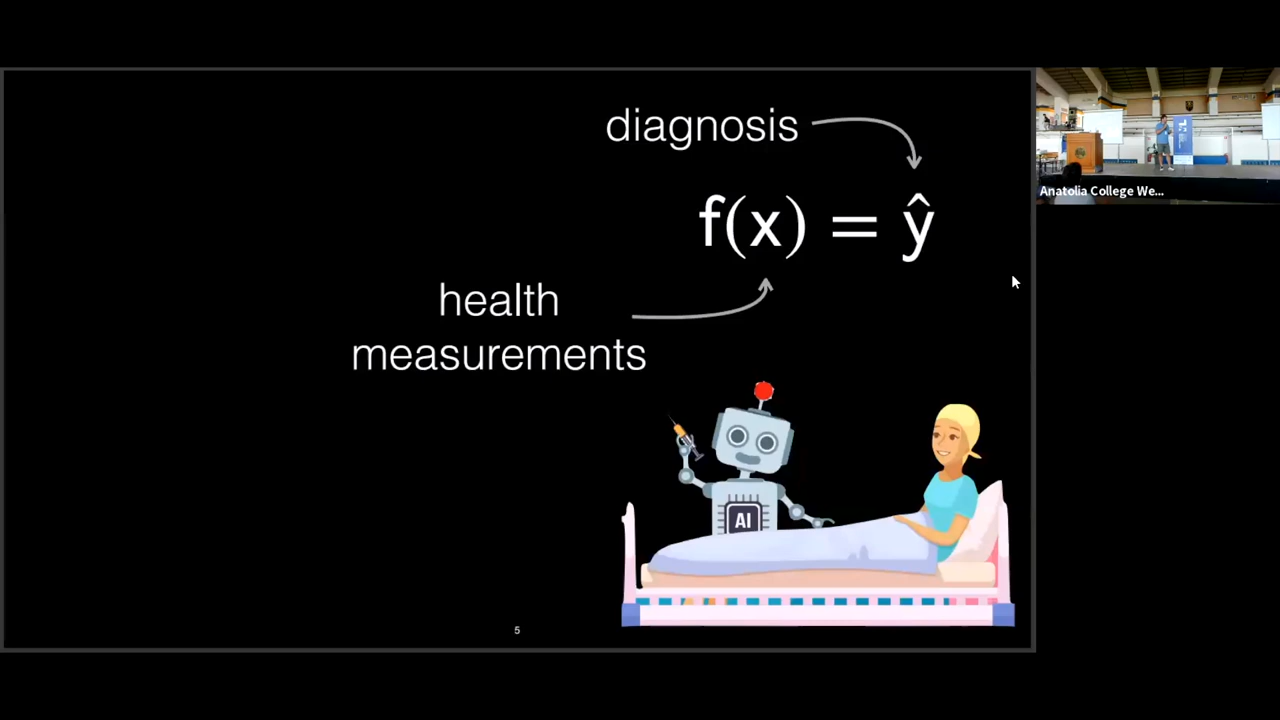 diagnosis
f(x) = ŷ
health
measurements
AI
5
Anatolia College We...